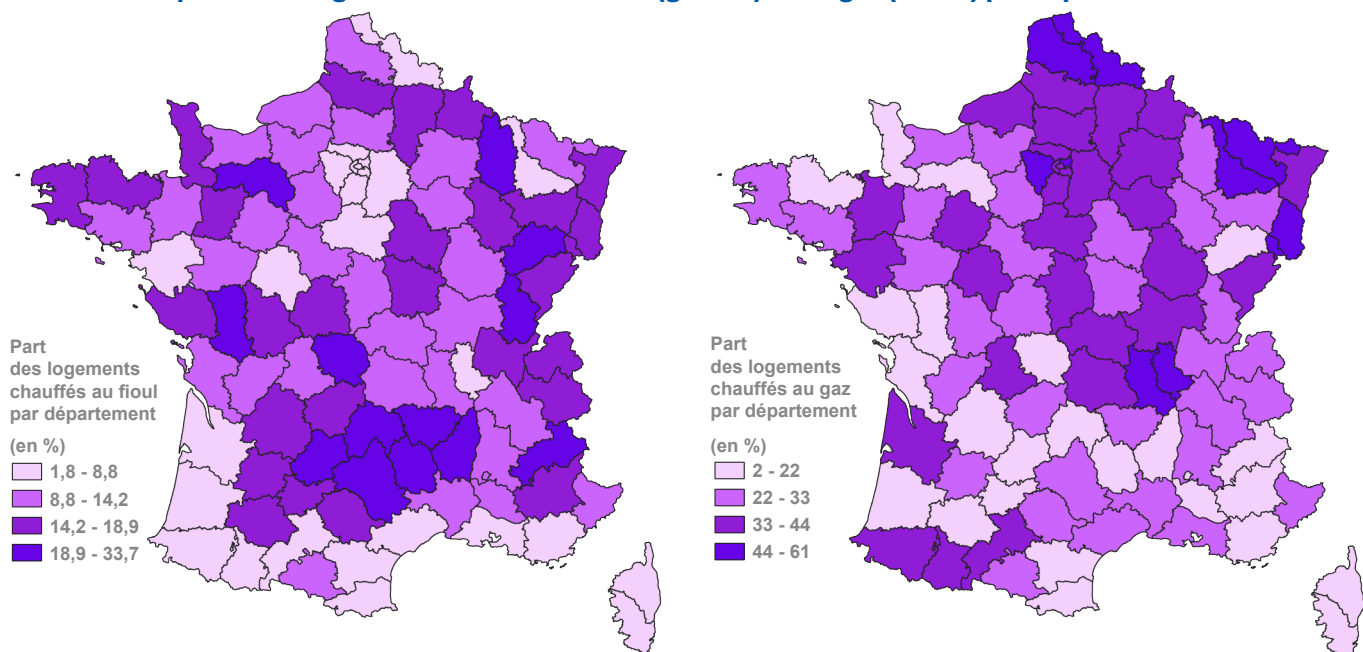 Part
des logements
chauffés au fioul
par département
(en %)
1,8 - 8,8
8,8 - 14,2
14,2 - 18,9
18,9 - 33,7
Part
des logements
chauffés au gaz
par département
(en %)
2 - 22
22 - 33
33 - 44
44 - 61